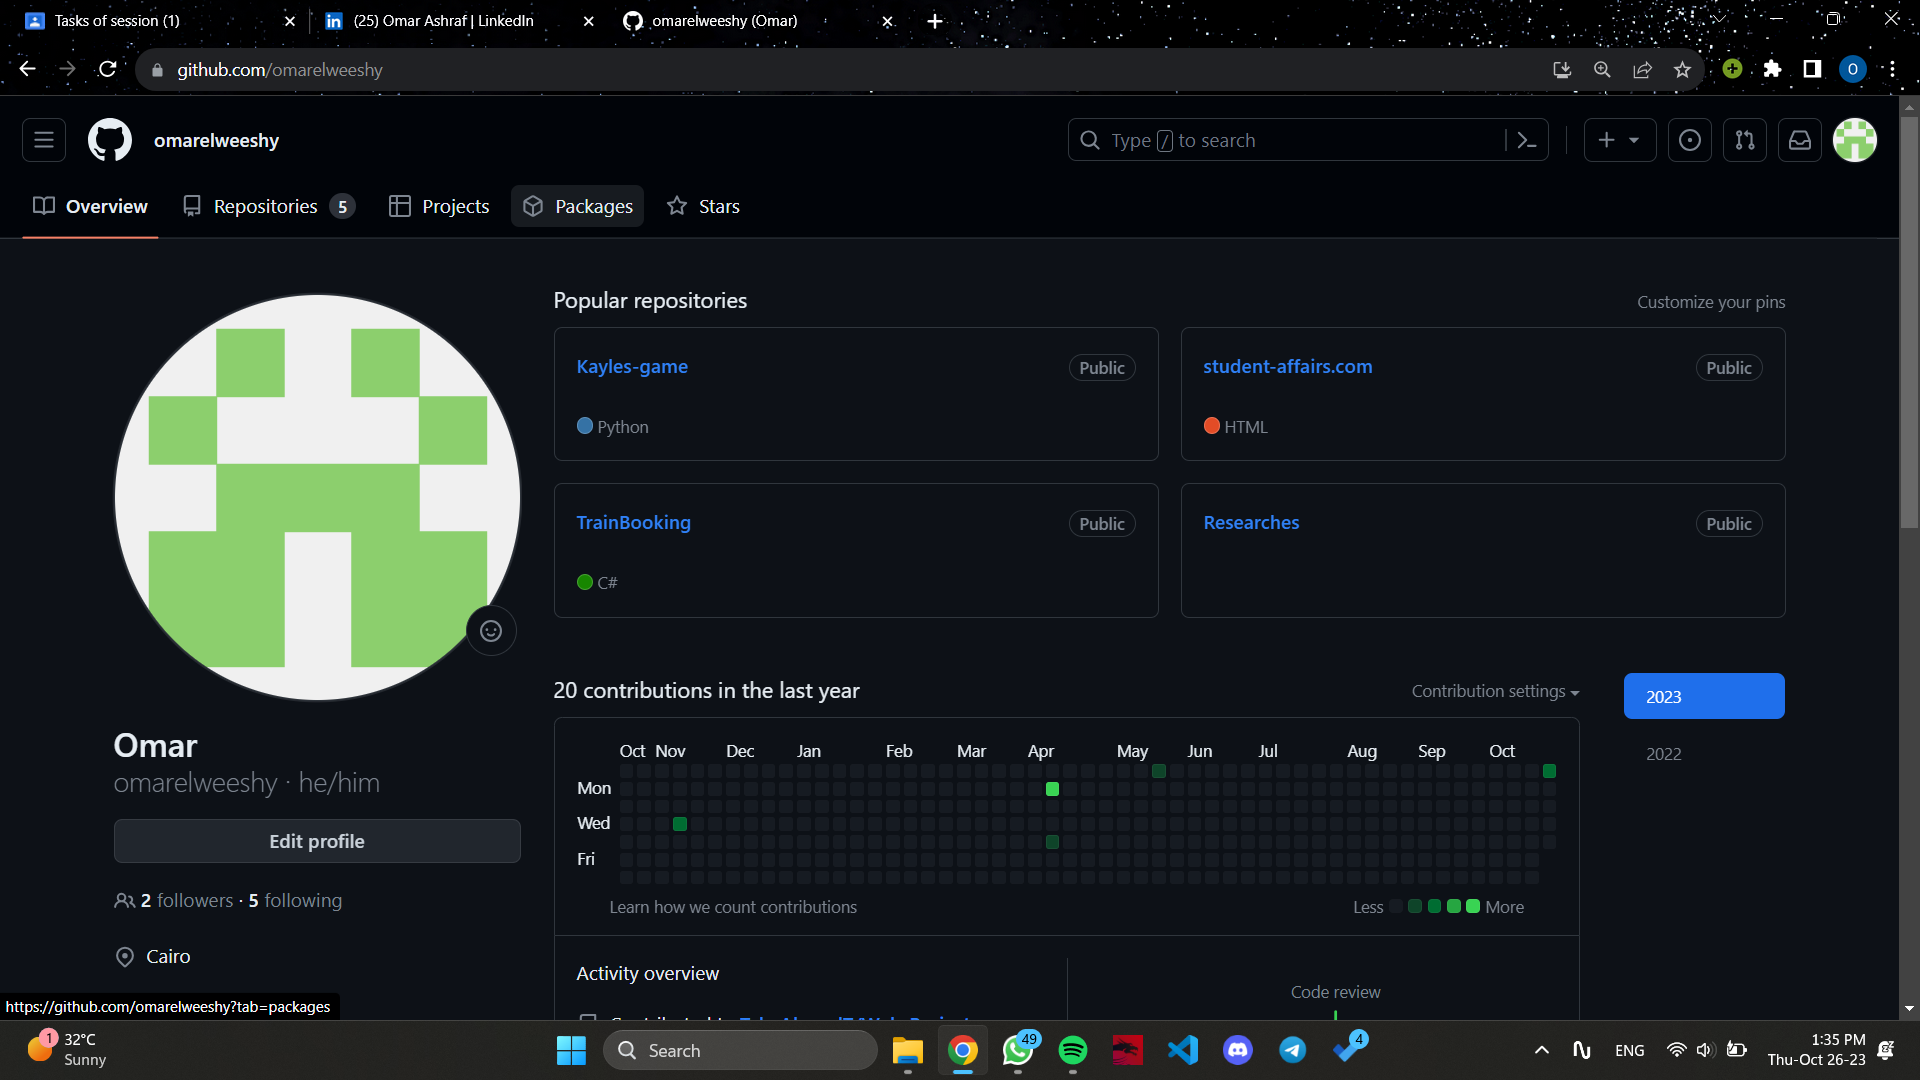 Tasks of session (1)
(25) Omar Ashraf | LinkedIn
omarelweeshy (Omar)
github.com/omarelweeshy
O
omarelweeshy
Type / to search
Overview
Repositories 5
Projects
Packages
Stars
Popular repositories
Customize your pins
Kayles-game
Public
Python
student-affairs.com
Public
HTML
TrainBooking
Public
C#
Researches
Public
Omar
omarelweeshy · he/him
Edit profile
2 followers · 5 following
Cairo
20 contributions in the last year
Contribution settings
2023
2022
Oct Nov Dec Jan Feb Mar Apr May Jun Jul Aug Sep Oct
Mon
Wed
Fri
Learn how we count contributions
Less More
Activity overview
Code review
https://github.com/omarelweeshy?tab=packages
1
32°C
Sunny
Search
49
4
ENG
1:35 PM
Thu-Oct 26-23